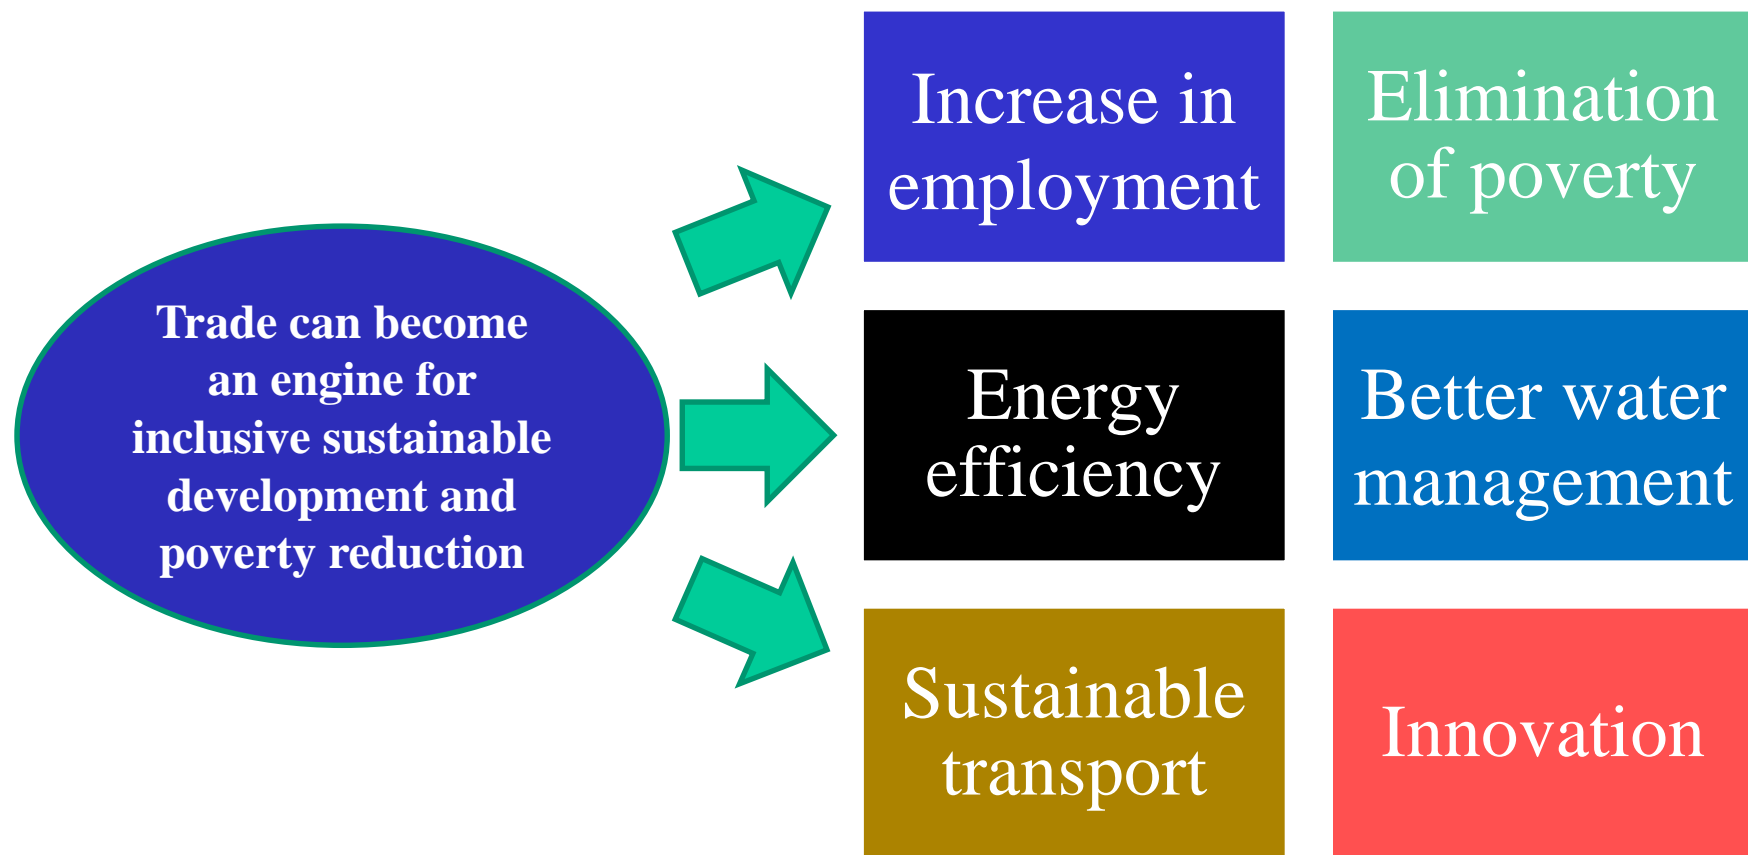 Trade can become
an engine for
inclusive sustainable
development and
poverty reduction
Increase in
employment
Elimination
of poverty
Energy
efficiency
Better water
management
Sustainable
transport
Innovation